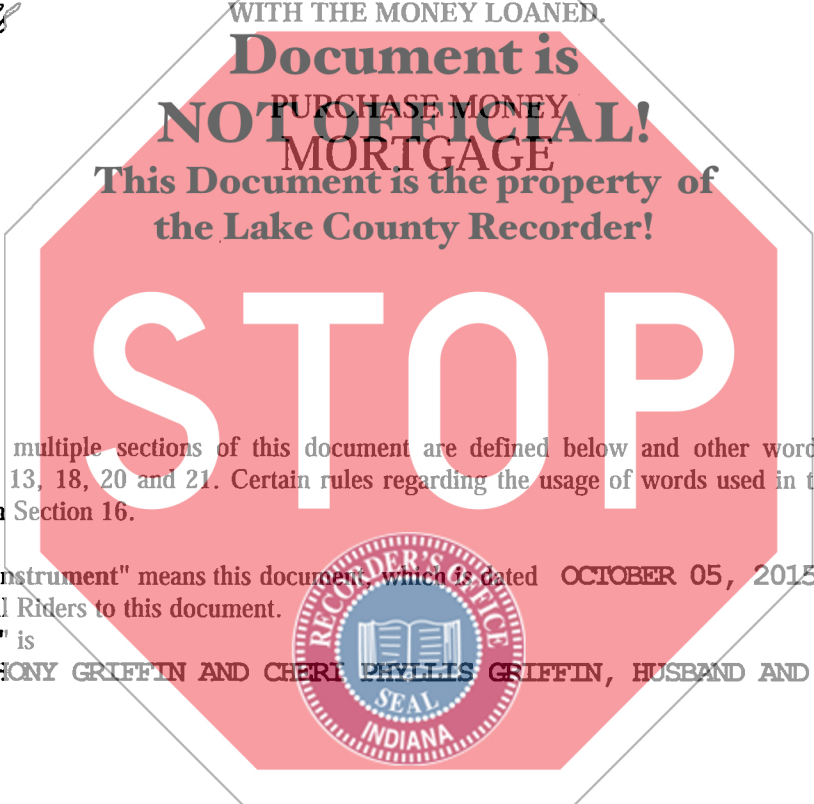 WITH THE MONEY LOANED.
Document is
NOT OFFICIAL!
PURCHASE MONEY
MORTGAGE
This Document is the property of
the Lake County Recorder!
STOP
multiple sections of this document are defined below and other word
13, 18, 20 and 21. Certain rules regarding the usage of words used in t
Section 16.
nstrument" means this document, which is dated OCTOBER 05, 2015
l Riders to this document.
" is
HONY GRIFFIN AND CHERI PHYLLIS GRIFFIN, HUSBAND AND
RECORDER'S OFFICE
SEAL
INDIANA